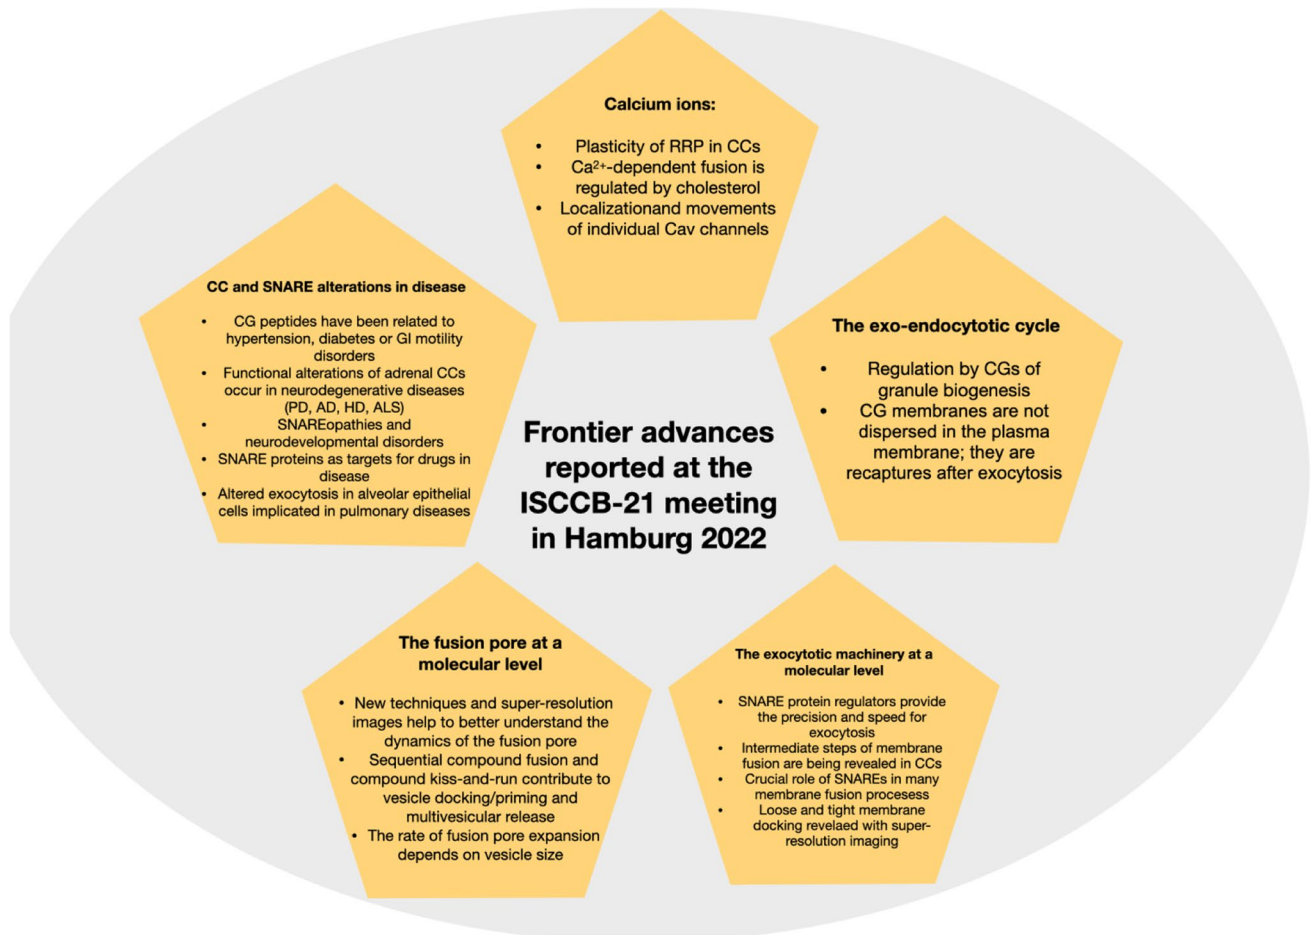 Calcium ions:
• Plasticity of RRP in CCs
• Ca²⁺-dependent fusion is
regulated by cholesterol
• Localizationand movements
of individual Cav channels
CC and SNARE alterations in disease
• CG peptides have been related to
hypertension, diabetes or GI motility
disorders
• Functional alterations of adrenal CCs
occur in neurodegenerative diseases
(PD, AD, HD, ALS)
• SNAREopathies and
neurodevelopmental disorders
• SNARE proteins as targets for drugs in
disease
• Altered exocytosis in alveolar epithelial
cells implicated in pulmonary diseases
The exo-endocytotic cycle
• Regulation by CGs of
granule biogenesis
• CG membranes are not
dispersed in the plasma
membrane; they are
recaptures after exocytosis
Frontier advances
reported at the
ISCCB-21 meeting
in Hamburg 2022
The fusion pore at a
molecular level
• New techniques and super-resolution
images help to better understand the
dynamics of the fusion pore
• Sequential compound fusion and
compound kiss-and-run contribute to
vesicle docking/priming and
multivesicular release
• The rate of fusion pore expansion
depends on vesicle size
The exocytotic machinery at a
molecular level
• SNARE protein regulators provide
the precision and speed for
exocytosis
• Intermediate steps of membrane
fusion are being revealed in CCs
• Crucial role of SNAREs in many
membrane fusion procesess
• Loose and tight membrane
docking revelaed with super-
resolution imaging